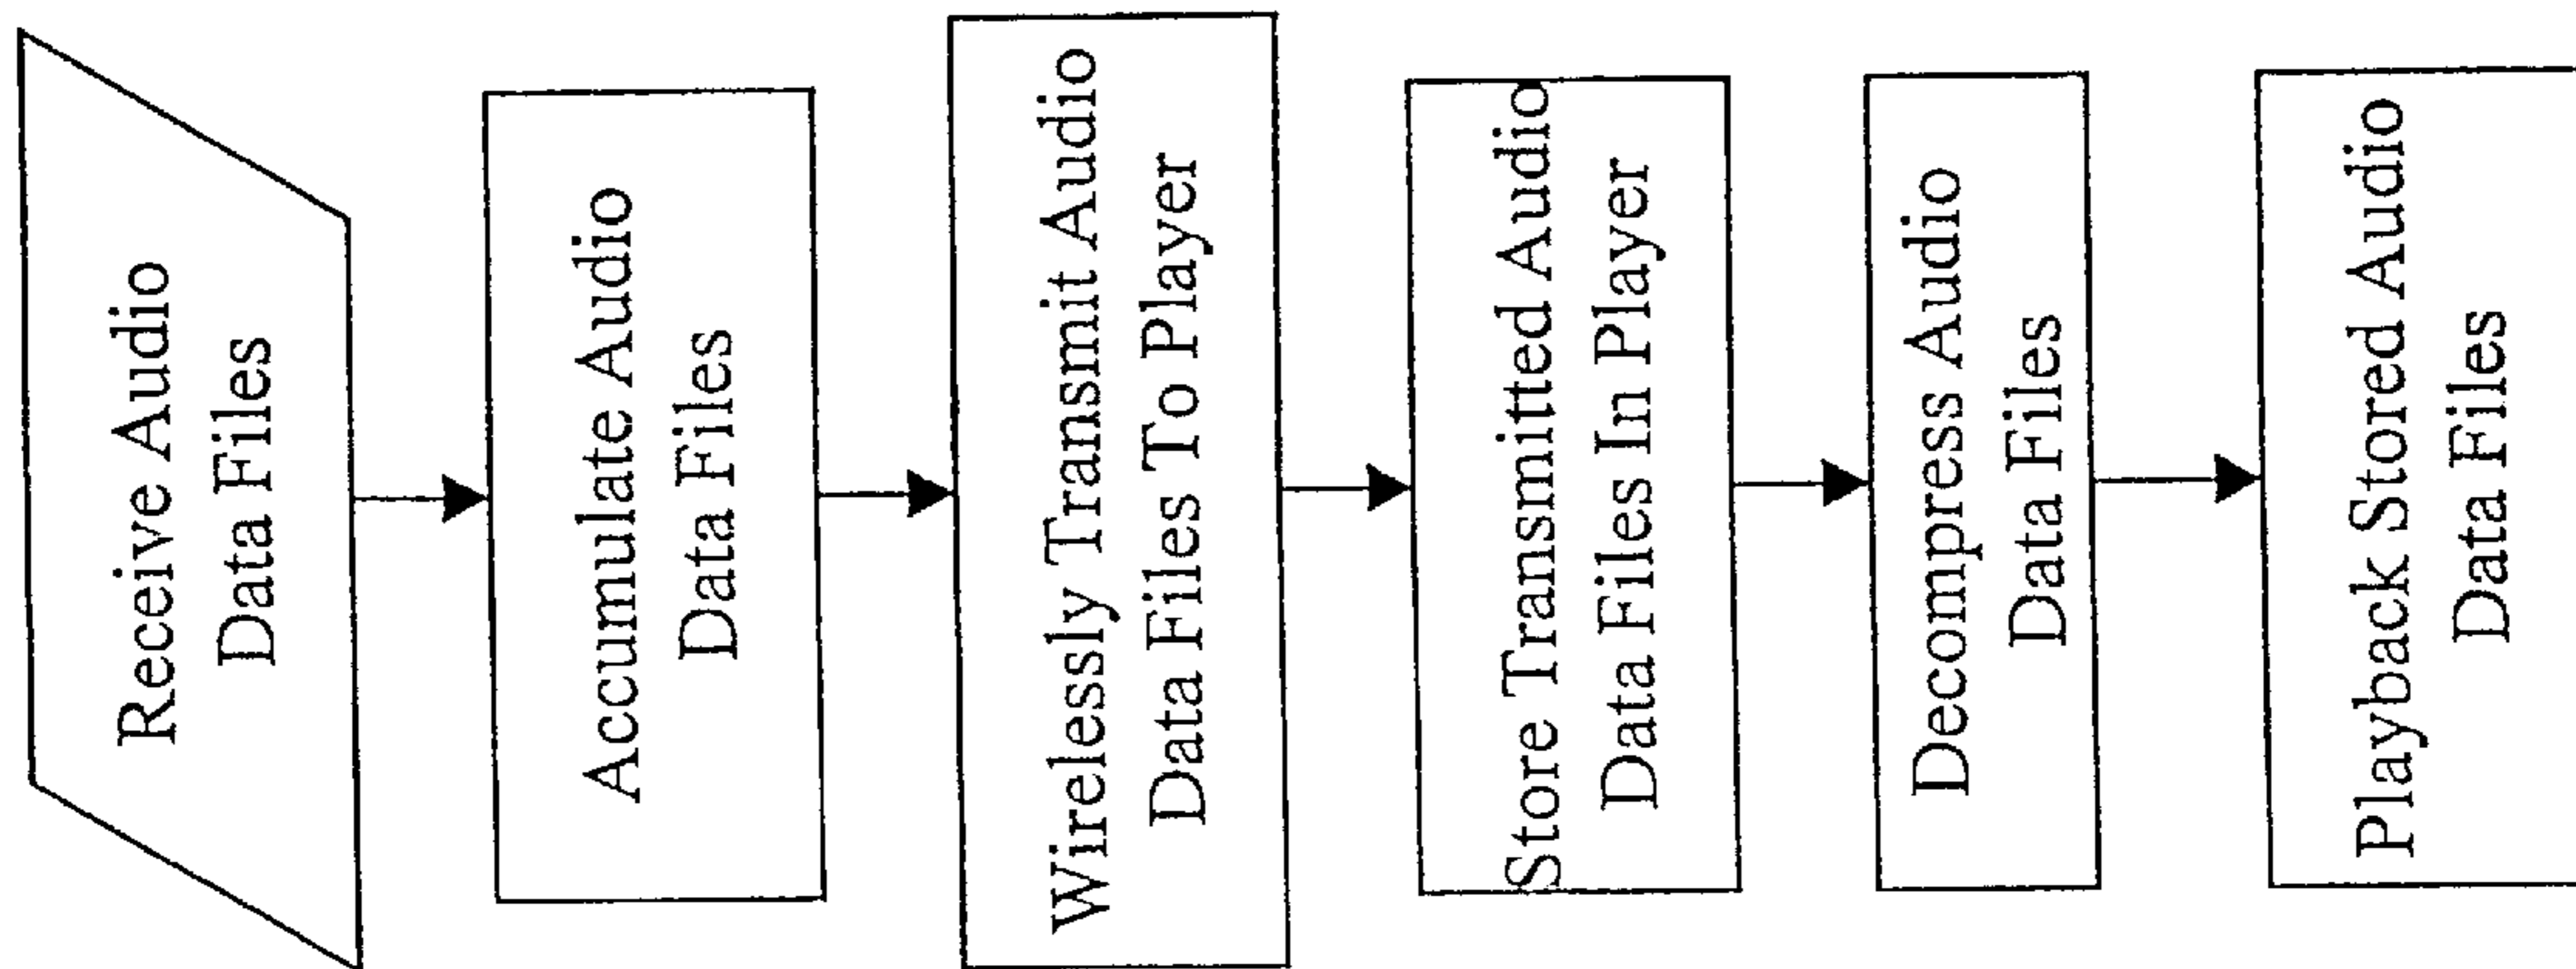 Receive Audio
Data Files
Accumulate Audio
Data Files
Wirelessly Transmit Audio
Data Files To Player
Store Transmitted Audio
Data Files In Player
Decompress Audio
Data Files
Playback Stored Audio
Data Files